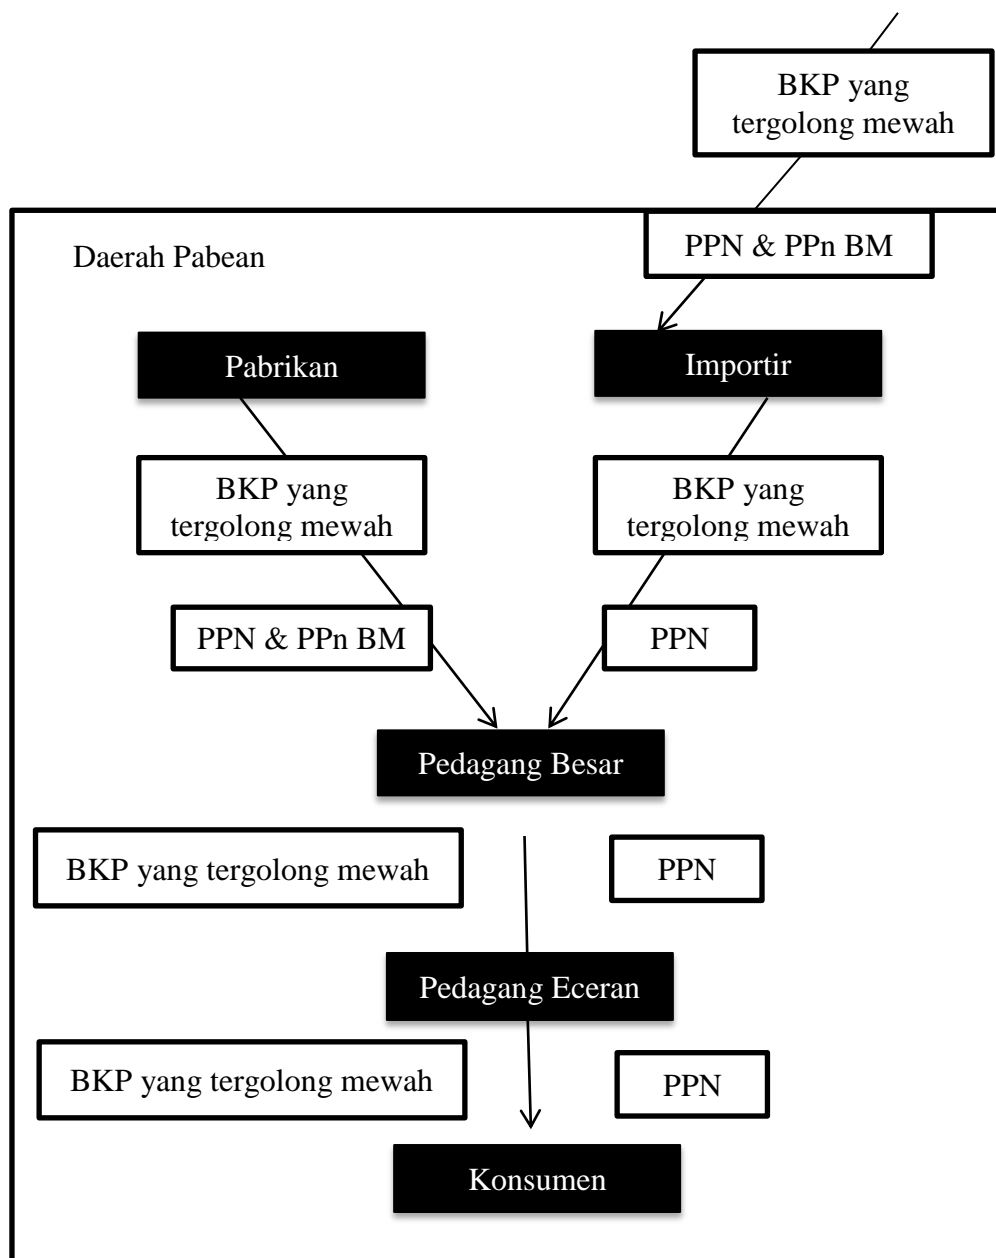 BKP yang
tergolong mewah
PPN & PPn BM
Daerah Pabean
Pabrikan
Importir
BKP yang
tergolong mewah
BKP yang
tergolong mewah
PPN & PPn BM
PPN
Pedagang Besar
BKP yang tergolong mewah
PPN
Pedagang Eceran
BKP yang tergolong mewah
PPN
Konsumen